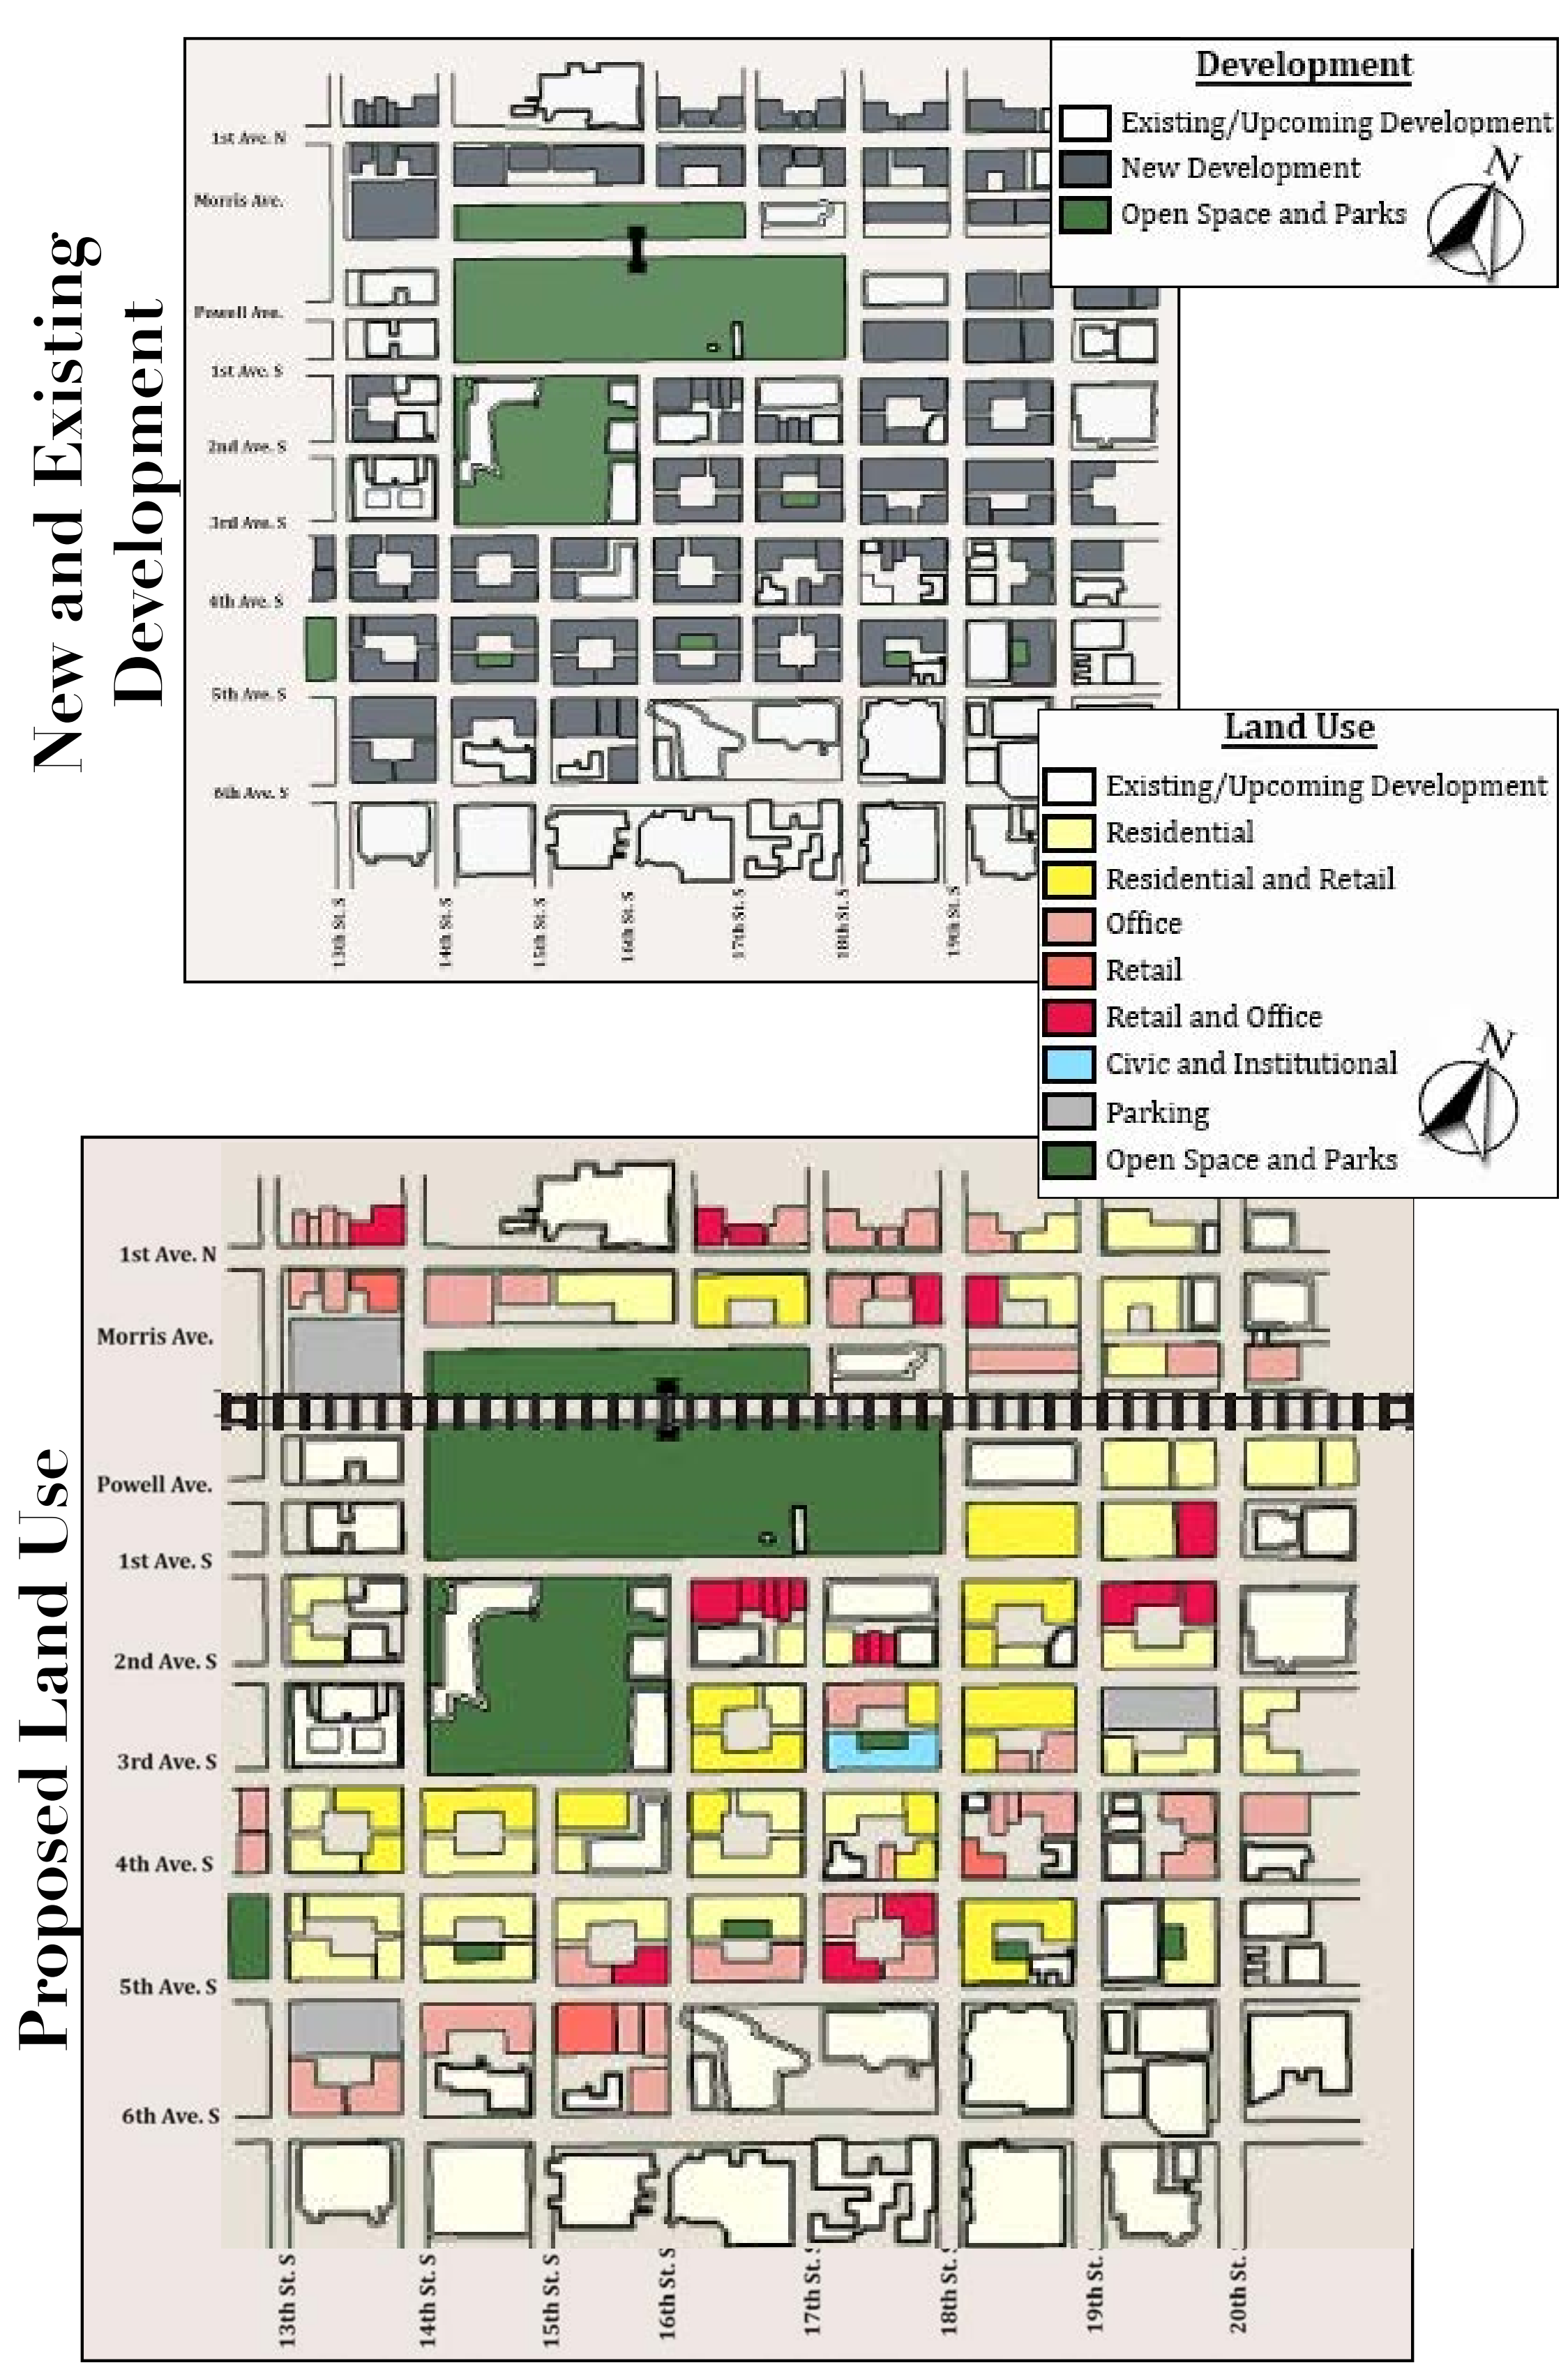 New and Existing
Development
Development
Existing/Upcoming Development
New Development
Open Space and Parks
N
1st Ave. N
Morris Ave.
Powell Ave.
1st Ave. S
2nd Ave. S
3rd Ave. S
4th Ave. S
5th Ave. S
6th Ave. S
13th St. S
14th St. S
15th St. S
16th St. S
17th St. S
18th St. S
19th St. S
Land Use
Existing/Upcoming Development
Residential
Residential and Retail
Office
Retail
Retail and Office
Civic and Institutional
Parking
Open Space and Parks
N
Proposed Land Use
1st Ave. N
Morris Ave.
Powell Ave.
1st Ave. S
2nd Ave. S
3rd Ave. S
4th Ave. S
5th Ave. S
6th Ave. S
13th St. S
14th St. S
15th St. S
16th St. S
17th St. S
18th St. S
19th St.
20th St.